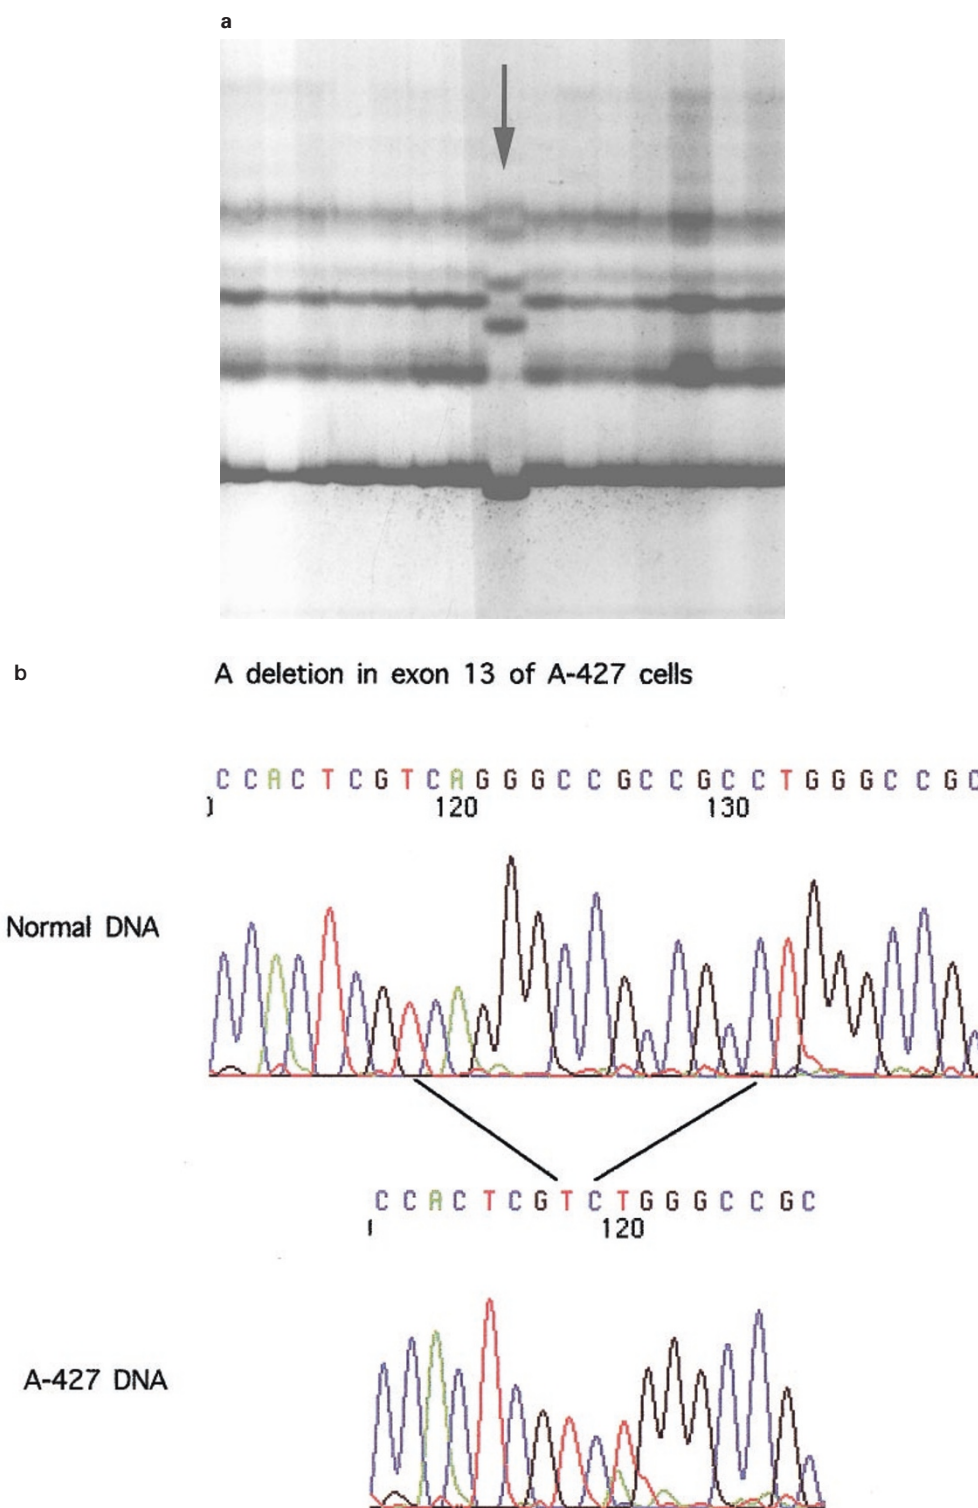 a
b
A deletion in exon 13 of A-427 cells
C C A C T C G T C A G G G C C G C C G C C T G G G C C G C
120 130
Normal DNA
C C A C T C G T C T G G G C C G C
120
A-427 DNA